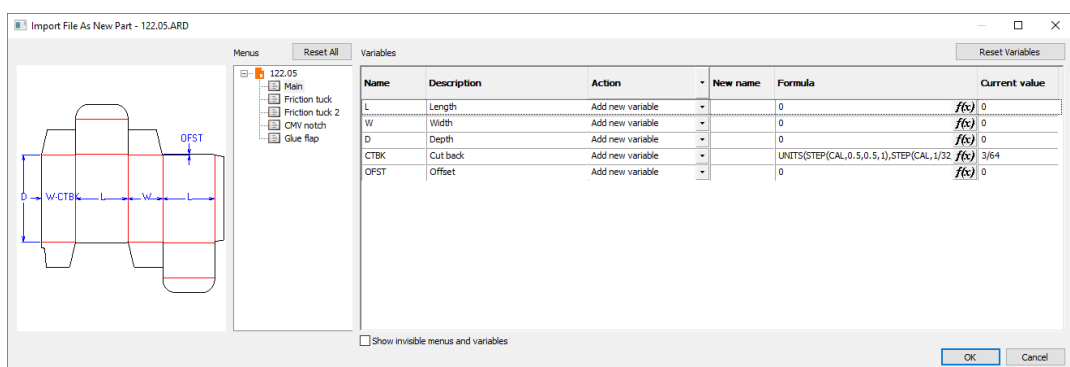 Import File As New Part - 122.05.ARD
Menus Reset All Variables Reset Variables
122.05
Main
Friction tuck
Friction tuck 2
CMV notch
Glue flap
Name Description Action New name Formula Current value
L Length Add new variable 0 f(x) 0
W Width Add new variable 0 f(x) 0
D Depth Add new variable 0 f(x) 0
CTBK Cut back Add new variable UNITS(STEP(CAL,0.5,0.5,1),STEP(CAL,1/32 f(x) 3/64
OFST Offset Add new variable 0 f(x) 0
OFST
D W-CTBK L W L
Show invisible menus and variables
OK Cancel